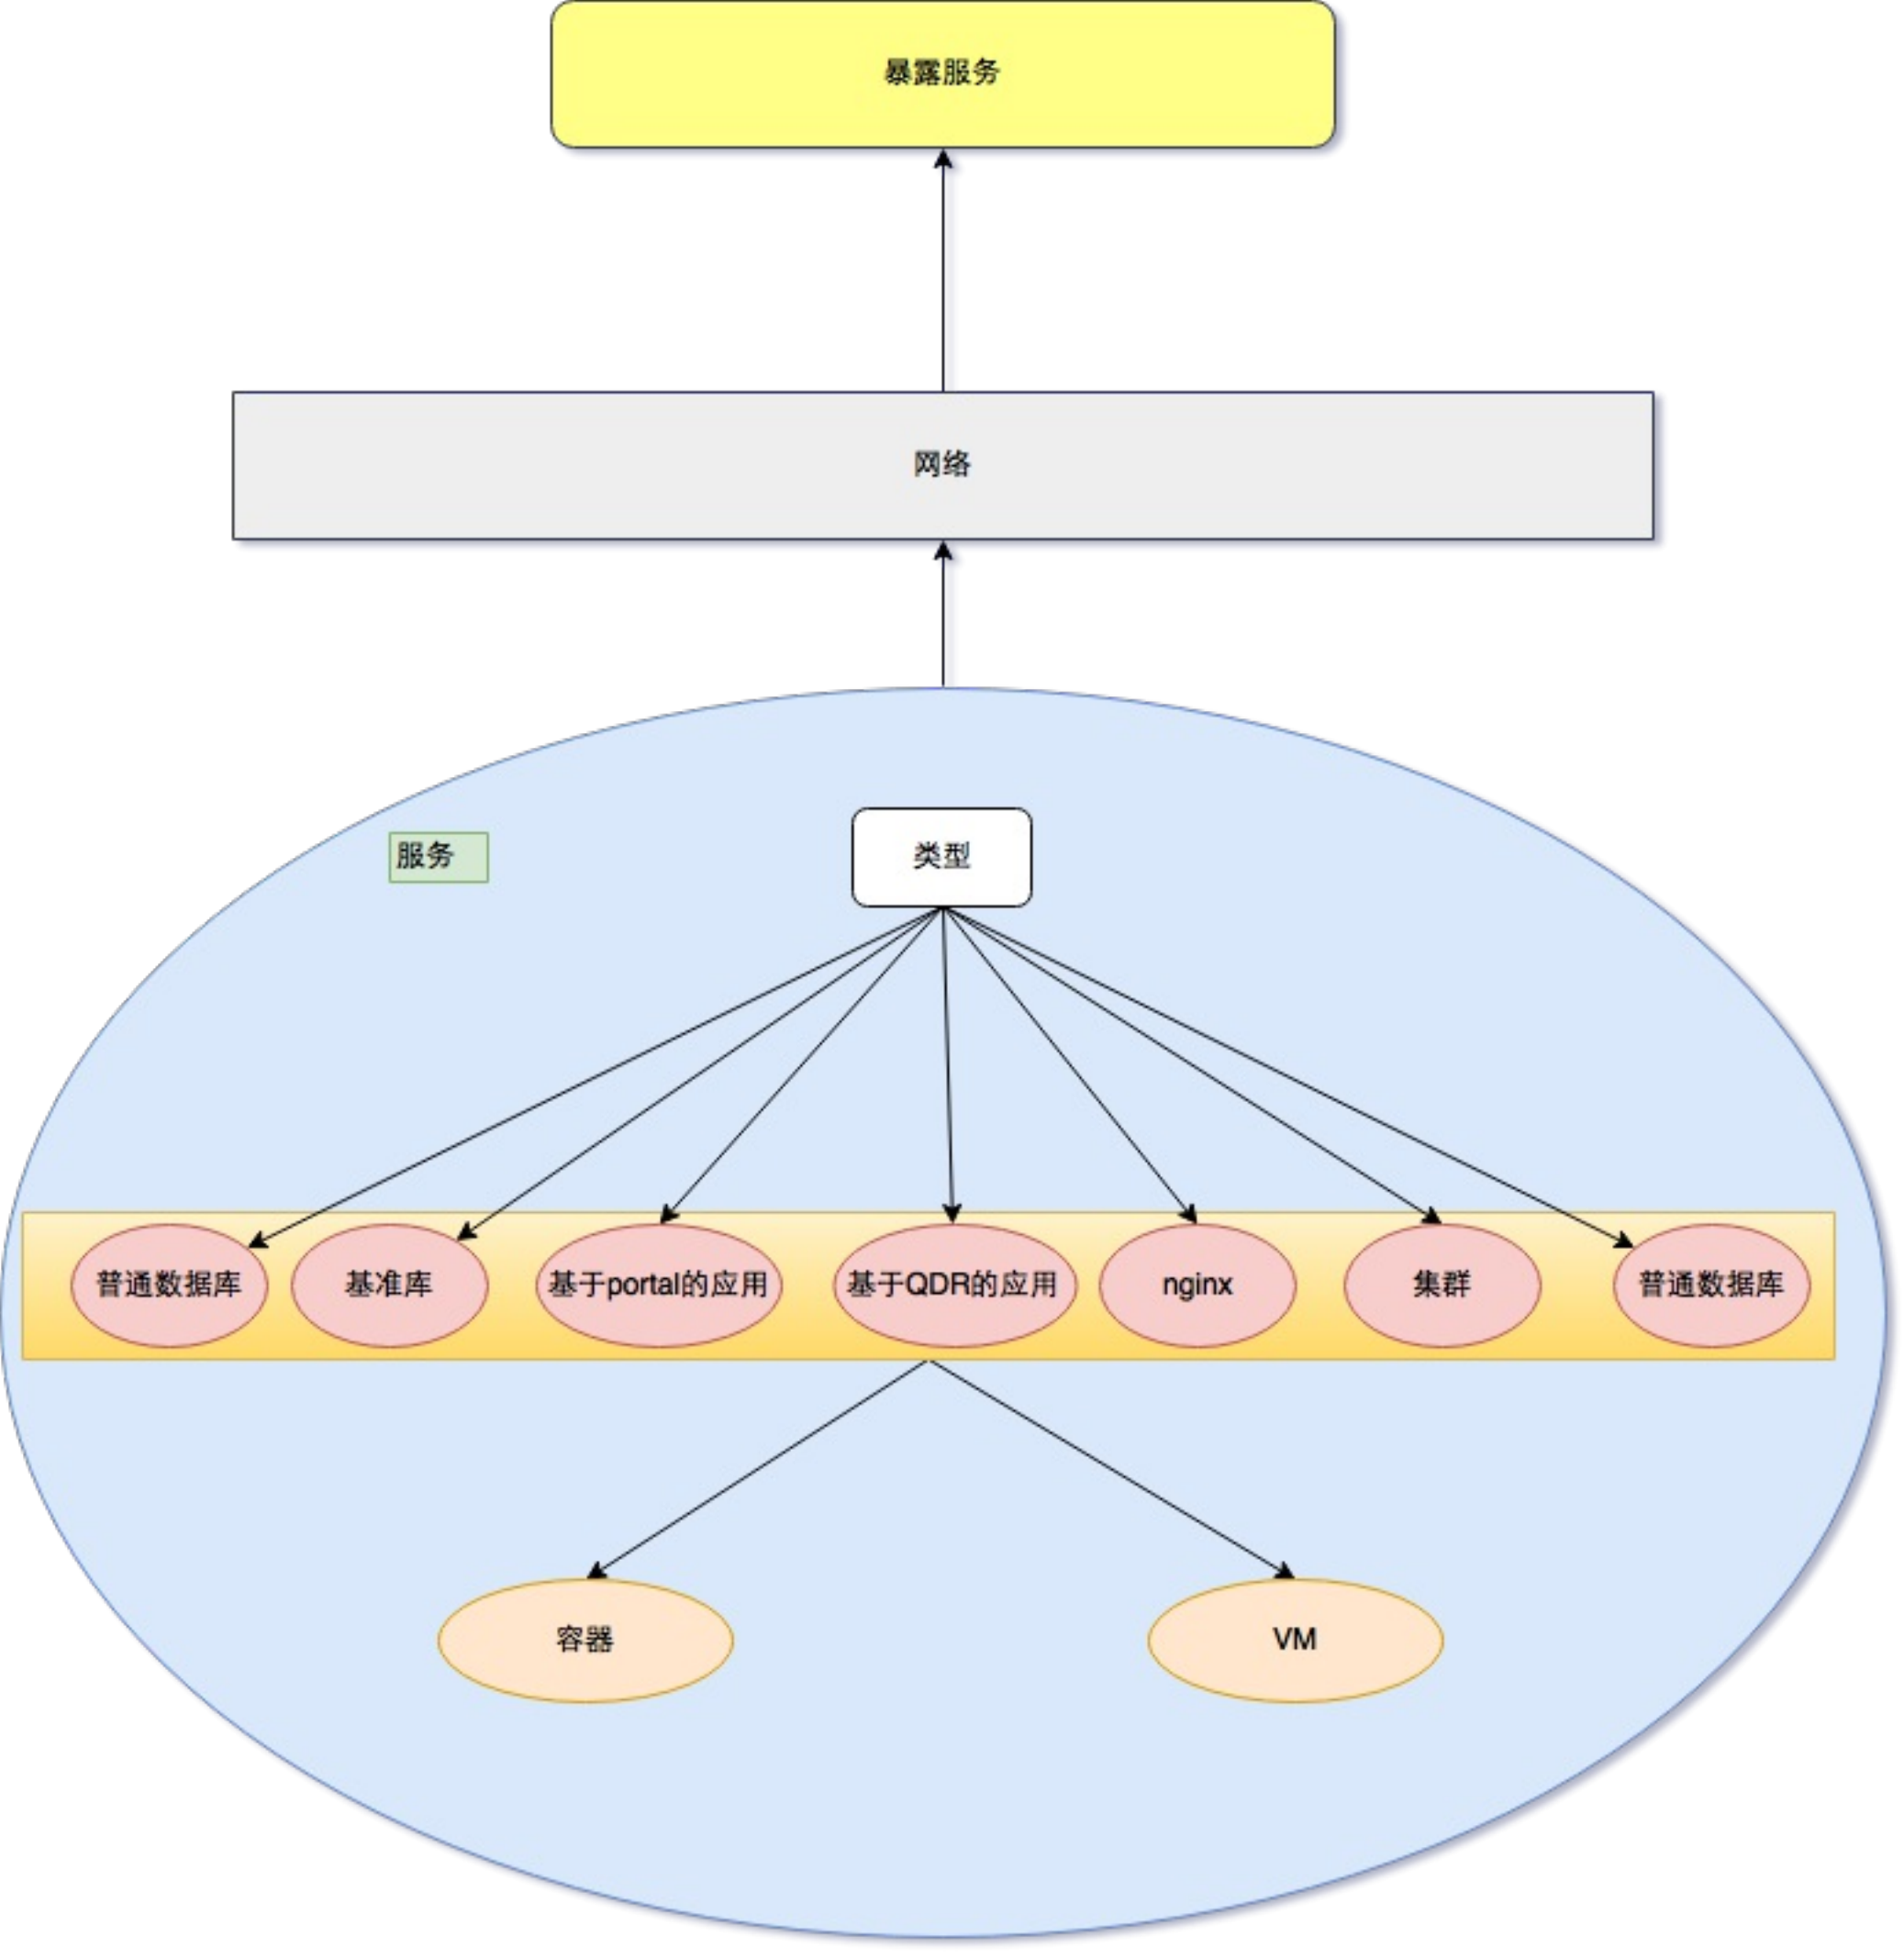 暴露服务
网络
服务
类型
普通数据库
基准库
基于portal的应用
基于QDR的应用
nginx
集群
普通数据库
容器
VM